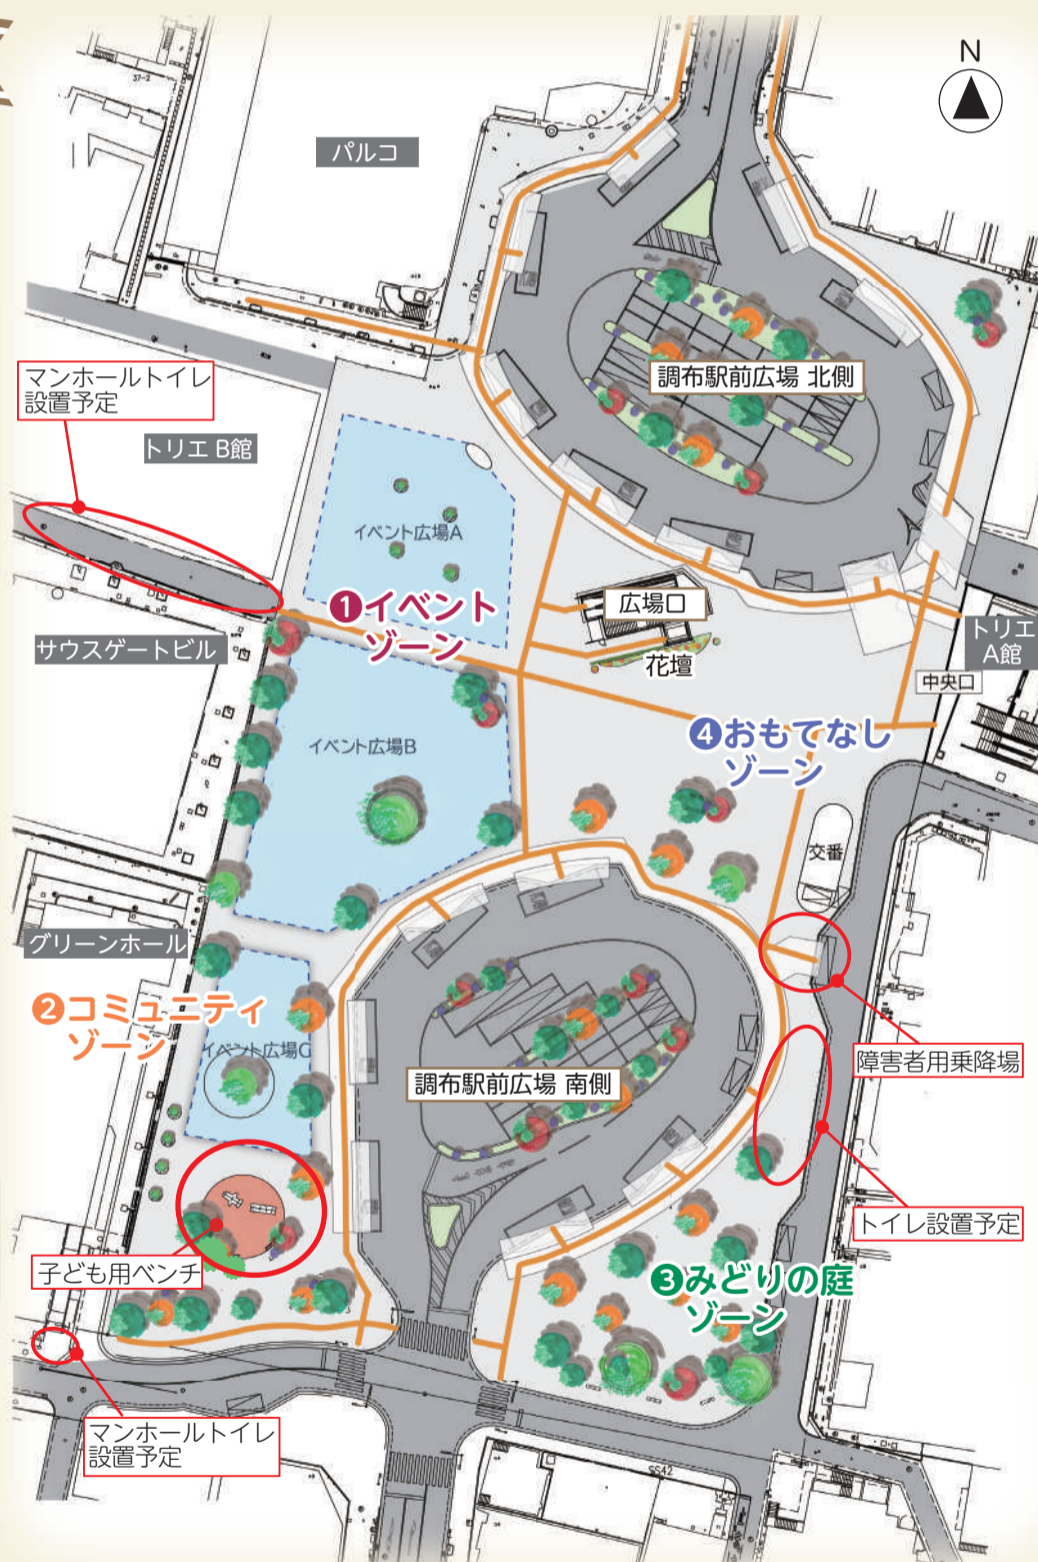 N
37-2
パルコ
調布駅前広場 北側
マンホールトイレ
設置予定
トリエ B館
イベント広場A
❶イベント
ゾーン
広場口
花壇
トリエ
A館
中央口
サウスゲートビル
イベント広場B
❹おもてなし
ゾーン
交番
グリーンホール
❷コミュニティ
ゾーン
イベント広場C
調布駅前広場 南側
障害者用乗降場
トイレ設置予定
子ども用ベンチ
❸みどりの庭
ゾーン
マンホールトイレ
設置予定
SS42